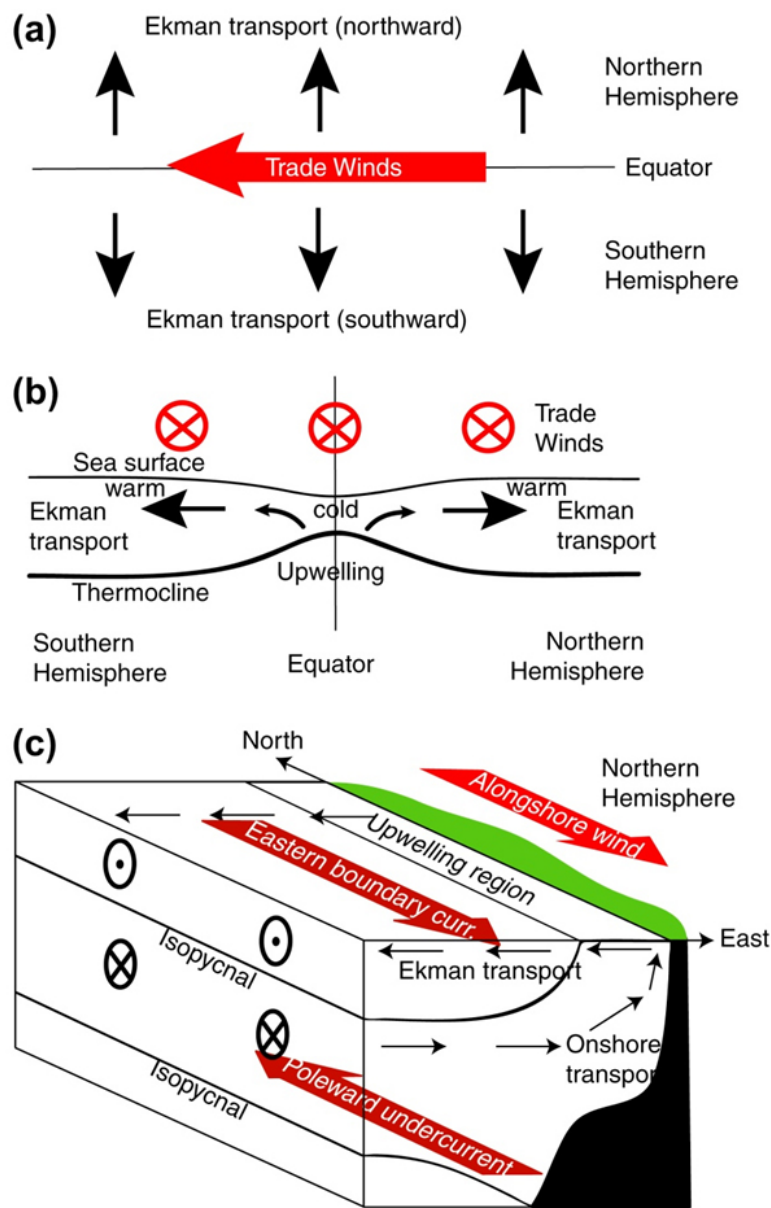 (a)
Ekman transport (northward)
Northern
Hemisphere
Trade Winds
Equator
Southern
Hemisphere
Ekman transport (southward)
(b)
Trade
Winds
Sea surface
warm
warm
cold
Ekman
transport
Ekman
transport
Upwelling
Thermocline
Southern
Hemisphere
Equator
Northern
Hemisphere
(c)
North
Northern
Hemisphere
Alongshore wind
Upwelling region
Eastern boundary curr.
East
Isopycnal
Ekman transport
Onshore
transpor
Isopycnal
Poleward undercurrent